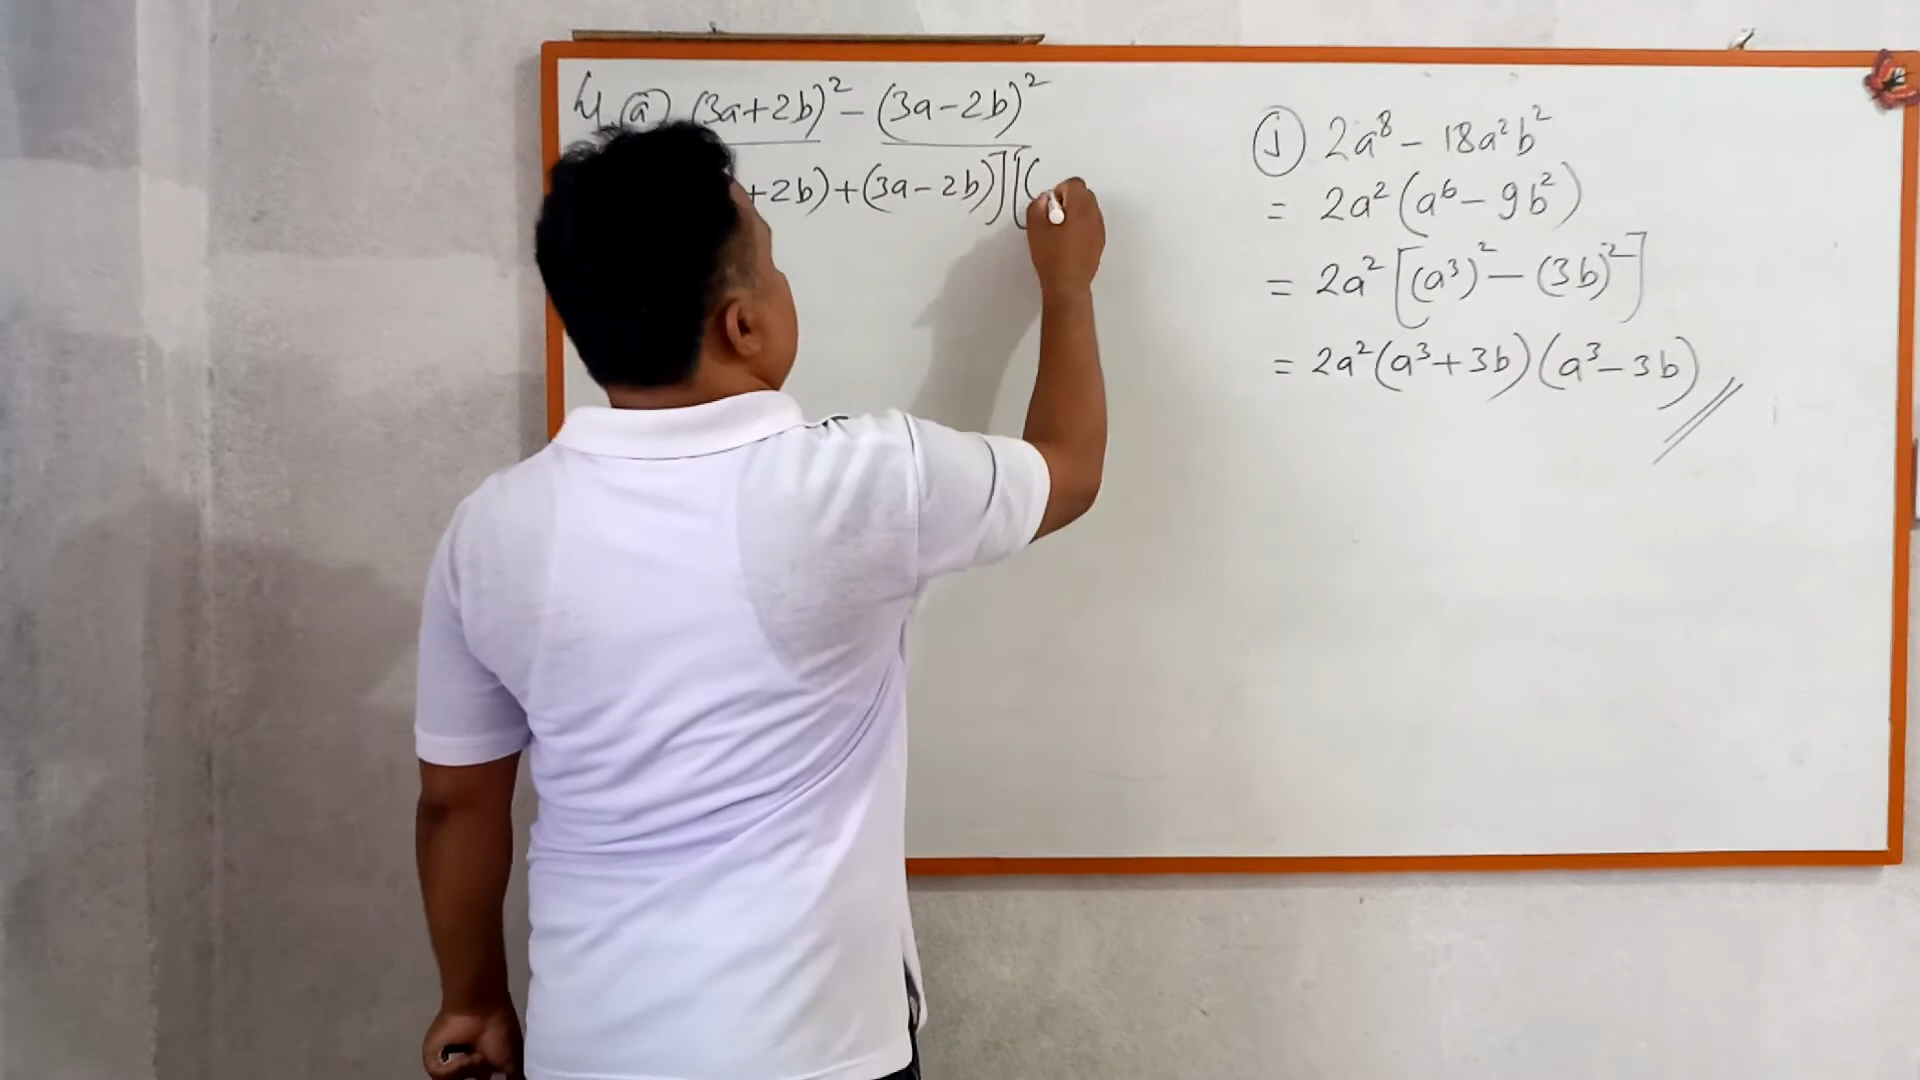 4. (a) (3a+2b)² - (3a-2b)²
+2b)+(3a-2b)][(
(J) 2a⁸ - 18a²b²
= 2a²(a⁶ - 9b²)
= 2a²[(a³)² - (3b)²]
= 2a²(a³+3b)(a³-3b)